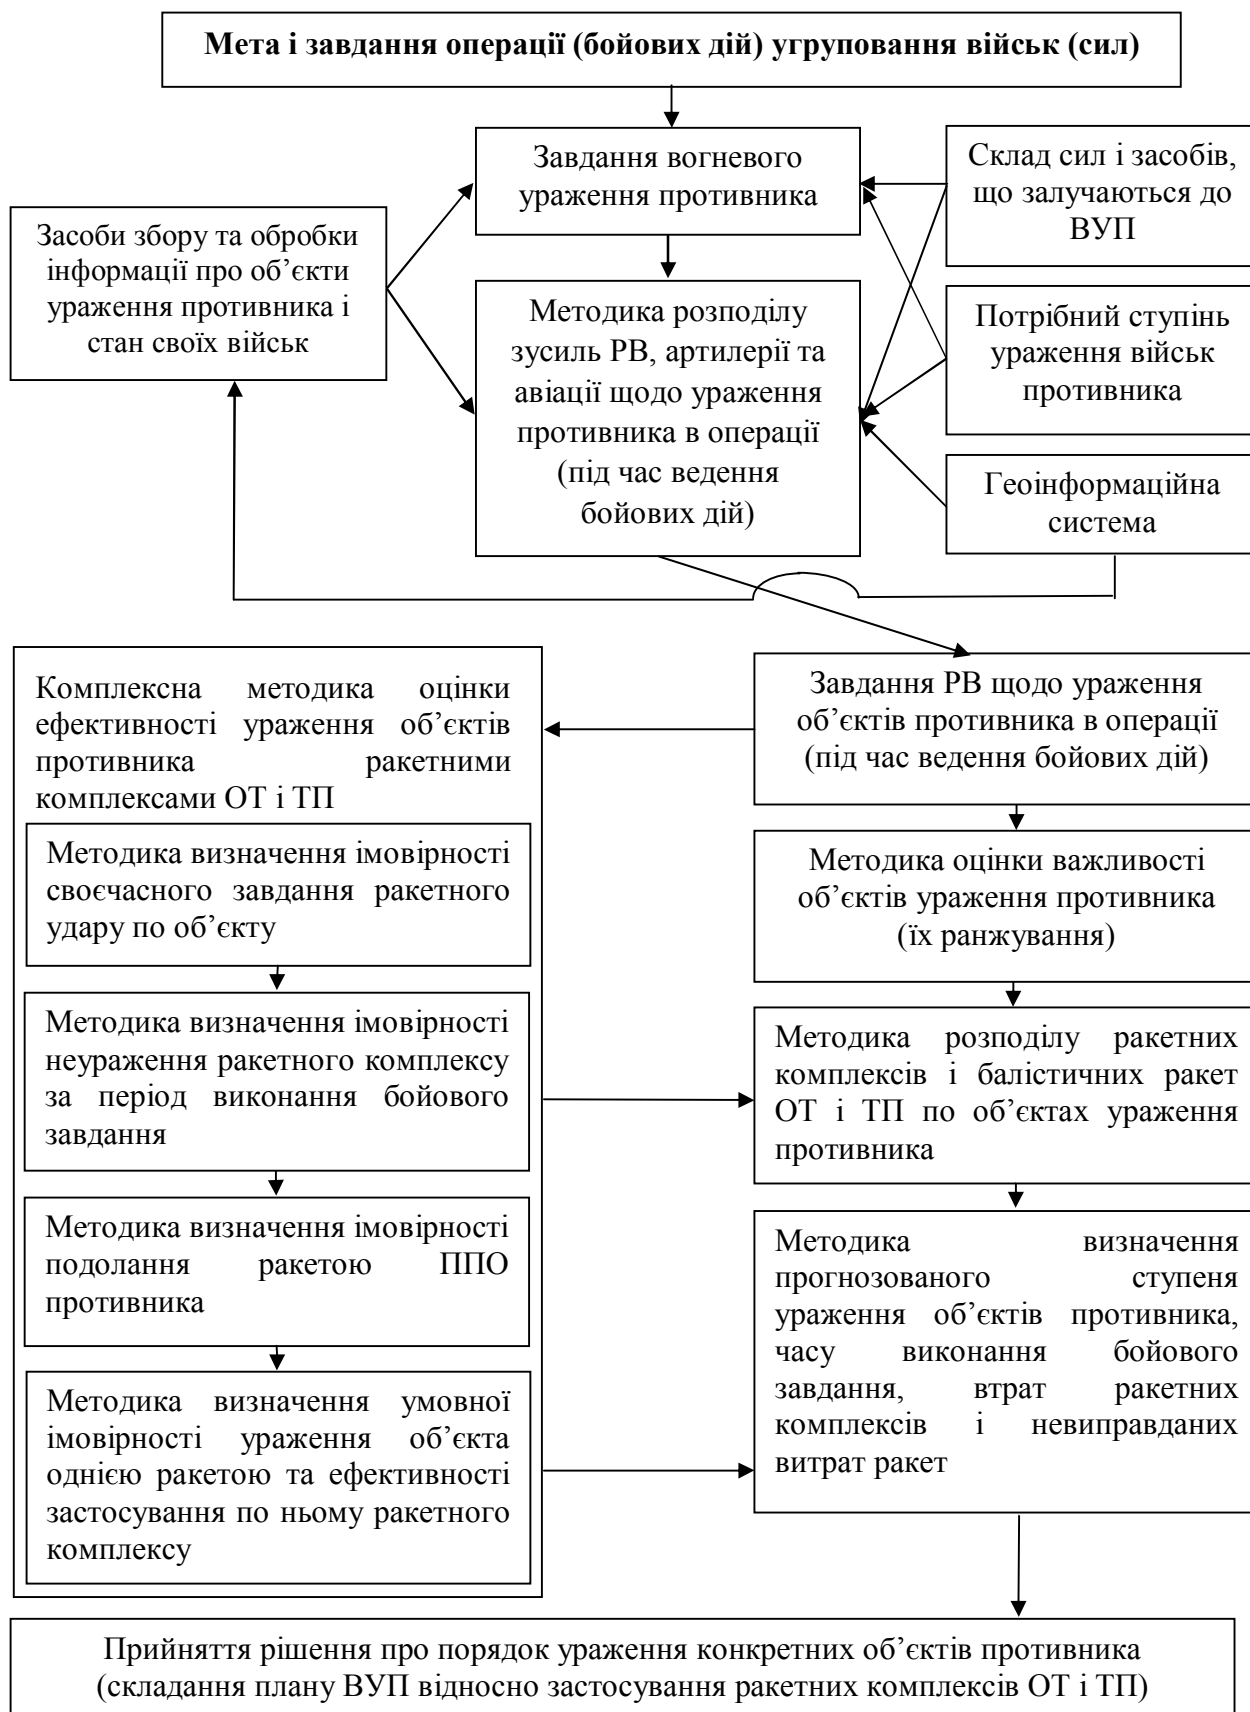 Мета і завдання операції (бойових дій) угруповання військ (сил)
Завдання вогневого
ураження противника
Склад сил і засобів,
що залучаються до
ВУП
Засоби збору та обробки
інформації про об’єкти
ураження противника і
стан своїх військ
Методика розподілу
зусиль РВ, артилерії та
авіації щодо ураження
противника в операції
(під час ведення
бойових дій)
Потрібний ступінь
ураження військ
противника
Геоінформаційна
система
Комплексна методика оцінки
ефективності ураження об’єктів
противника ракетними
комплексами ОТ і ТП
Методика визначення імовірності
своєчасного завдання ракетного
удару по об’єкту
Методика визначення імовірності
неураження ракетного комплексу
за період виконання бойового
завдання
Методика визначення імовірності
подолання ракетою ППО
противника
Методика визначення умовної
імовірності ураження об’єкта
однією ракетою та ефективності
застосування по ньому ракетного
комплексу
Завдання РВ щодо ураження
об’єктів противника в операції
(під час ведення бойових дій)
Методика оцінки важливості
об’єктів ураження противника
(їх ранжування)
Методика розподілу ракетних
комплексів і балістичних ракет
ОТ і ТП по об’єктах ураження
противника
Методика визначення
прогнозованого ступеня
ураження об’єктів противника,
часу виконання бойового
завдання, втрат ракетних
комплексів і невиправданих
витрат ракет
Прийняття рішення про порядок ураження конкретних об’єктів противника
(складання плану ВУП відносно застосування ракетних комплексів ОТ і ТП)